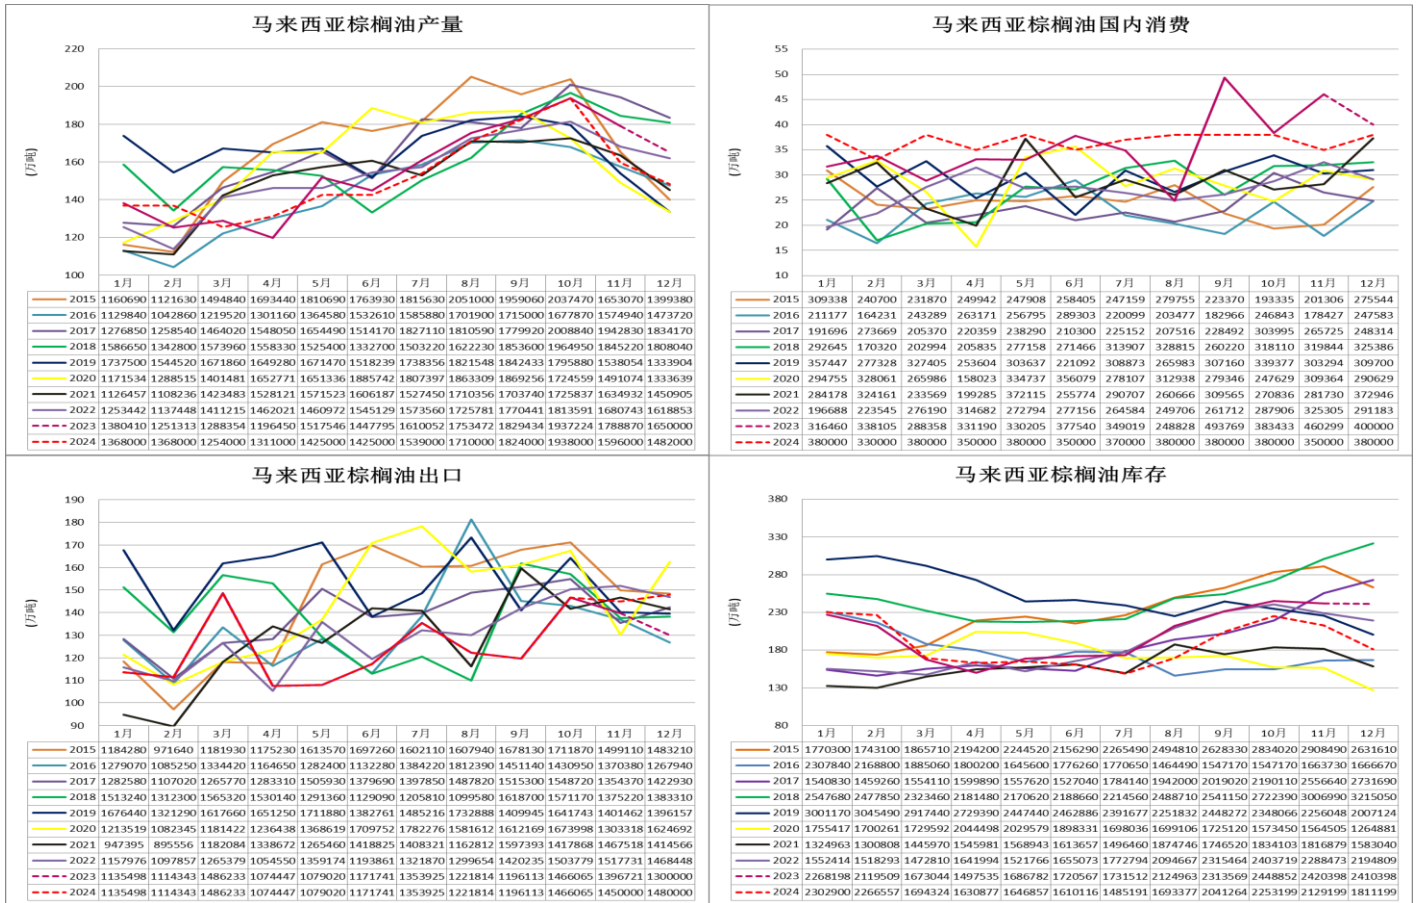 马来西亚棕榈油产量
(万吨)
220
200
180
160
140
120
100
1月 2月 3月 4月 5月 6月 7月 8月 9月 10月 11月 12月
2015 1160690 1121630 1494840 1693440 1810690 1763930 1815630 2051000 1959060 2037470 1653070 1399380
2016 1129840 1042860 1219520 1301160 1364580 1532610 1585880 1701900 1715000 1677870 1574940 1473720
2017 1276850 1258540 1464020 1548050 1654490 1514170 1827110 1810590 1779920 2008840 1942830 1834170
2018 1586650 1342800 1573960 1558330 1525400 1332700 1503220 1622230 1853600 1964950 1845220 1808040
2019 1737500 1544520 1671860 1649280 1671470 1518239 1738356 1821548 1842433 1795880 1538054 1333904
2020 1171534 1288515 1401481 1652771 1651336 1885742 1807397 1863309 1869256 1724559 1491074 1333639
2021 1126457 1108236 1423483 1528121 1571523 1606187 1527450 1710356 1703740 1725837 1634932 1450905
2022 1253442 1137448 1411215 1462021 1460972 1545129 1573560 1725781 1770441 1813591 1680743 1618853
2023 1380410 1251313 1288354 1196450 1517546 1447795 1610052 1753472 1829434 1937224 1788870 1650000
2024 1368000 1368000 1254000 1311000 1425000 1425000 1539000 1710000 1824000 1938000 1596000 1482000
马来西亚棕榈油国内消费
(万吨)
55
50
45
40
35
30
25
20
15
10
1月 2月 3月 4月 5月 6月 7月 8月 9月 10月 11月 12月
2015 309338 240700 231870 249942 247908 258405 247159 279755 223370 193335 201306 275544
2016 211177 164231 243289 263171 256795 289303 220099 203477 182966 246843 178427 247583
2017 191696 273669 205370 220359 238290 210300 225152 207516 228492 303995 265725 248314
2018 292645 170320 202994 205835 277158 271466 313907 328815 260220 318110 319844 325386
2019 357447 277328 327405 253604 303637 221092 308873 265983 307160 339377 303294 309700
2020 294755 328061 265986 158023 334737 356079 278107 312938 279346 247629 309364 290629
2021 284178 324161 233569 199285 372115 255774 290707 260666 309565 270836 281730 372946
2022 196688 223545 276190 314682 272794 277156 264584 249706 261712 287906 325305 291183
2023 316460 338105 288358 331190 330205 377540 349019 248828 493769 383433 460299 400000
2024 380000 330000 380000 350000 380000 350000 370000 380000 380000 380000 350000 380000
马来西亚棕榈油出口
(万吨)
190
180
170
160
150
140
130
120
110
100
90
1月 2月 3月 4月 5月 6月 7月 8月 9月 10月 11月 12月
2015 1184280 971640 1181930 1175230 1613570 1697260 1602110 1607940 1678130 1711870 1499110 1483210
2016 1279070 1085250 1334420 1164650 1282400 1132280 1384220 1812390 1451140 1430950 1370380 1267940
2017 1282580 1107020 1265770 1283310 1505930 1379690 1397850 1487820 1515300 1548720 1354370 1422930
2018 1513240 1312300 1565320 1530140 1291360 1129090 1205810 1099580 1618700 1571170 1375220 1383310
2019 1676440 1321290 1617660 1651250 1711880 1382761 1485216 1732888 1409945 1641743 1401462 1396157
2020 1213519 1082345 1181422 1236438 1368619 1709752 1782276 1581612 1612169 1673998 1303318 1624692
2021 947395 895556 1182084 1338672 1265460 1418825 1408321 1162812 1597393 1417868 1467518 1414566
2022 1157976 1097857 1265379 1054550 1359174 1193861 1321870 1299654 1420235 1503779 1517731 1468448
2023 1135498 1114343 1486233 1074447 1079020 1171741 1353925 1221814 1196113 1466065 1396721 1300000
2024 1135498 1114343 1486233 1074447 1079020 1171741 1353925 1221814 1196113 1466065 1450000 1480000
马来西亚棕榈油库存
(万吨)
380
330
280
230
180
130
80
1月 2月 3月 4月 5月 6月 7月 8月 9月 10月 11月 12月
2015 1770300 1743100 1865710 2194200 2244520 2156290 2265490 2494810 2628330 2834020 2908490 2631610
2016 2307840 2168800 1885060 1800200 1645600 1776260 1770650 1464490 1547170 1547170 1663730 1666670
2017 1540830 1459260 1554110 1599890 1557620 1527040 1784140 1942000 2019020 2190110 2556640 2731690
2018 2547680 2477850 2323460 2181480 2170620 2188660 2214560 2488710 2541150 2722390 3006990 3215050
2019 3001170 3045490 2917440 2729390 2447440 2462886 2391677 2251832 2448272 2348066 2256048 2007124
2020 1755417 1700261 1729592 2044498 2029579 1898331 1698036 1699106 1725120 1573450 1564505 1264881
2021 1324963 1300808 1445970 1545981 1568943 1613657 1496460 1874746 1746520 1834103 1816879 1583040
2022 1552414 1518293 1472810 1641994 1521766 1655073 1772794 2094667 2315464 2403719 2288473 2194809
2023 2268198 2119509 1673044 1497535 1686782 1720567 1731512 2124963 2313569 2448852 2420398 2410398
2024 2302900 2266557 1694324 1630877 1646857 1610116 1485191 1693377 2041264 2253199 2129199 1811199